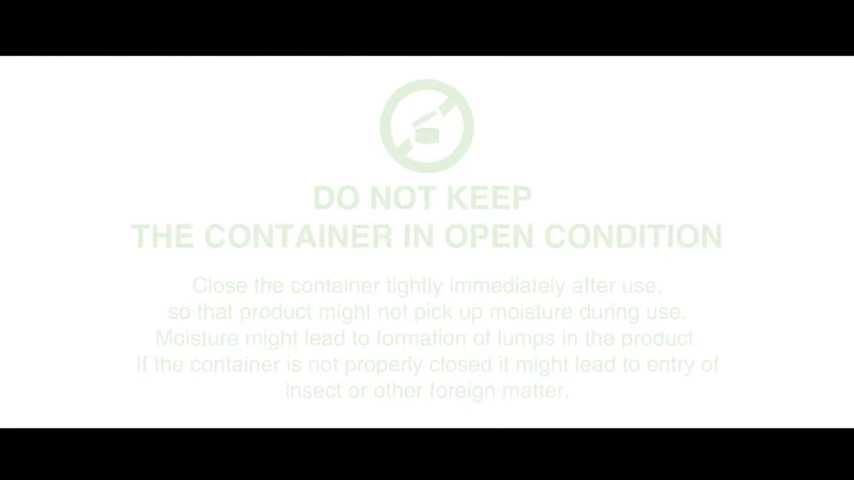 DO NOT KEEP
THE CONTAINER IN OPEN CONDITION
Close the container tightly immediately after use,
so that product might not pick up moisture during use.
Moisture might lead to formation of lumps in the product.
If the container is not properly closed it might lead to entry of
insect or other foreign matter.